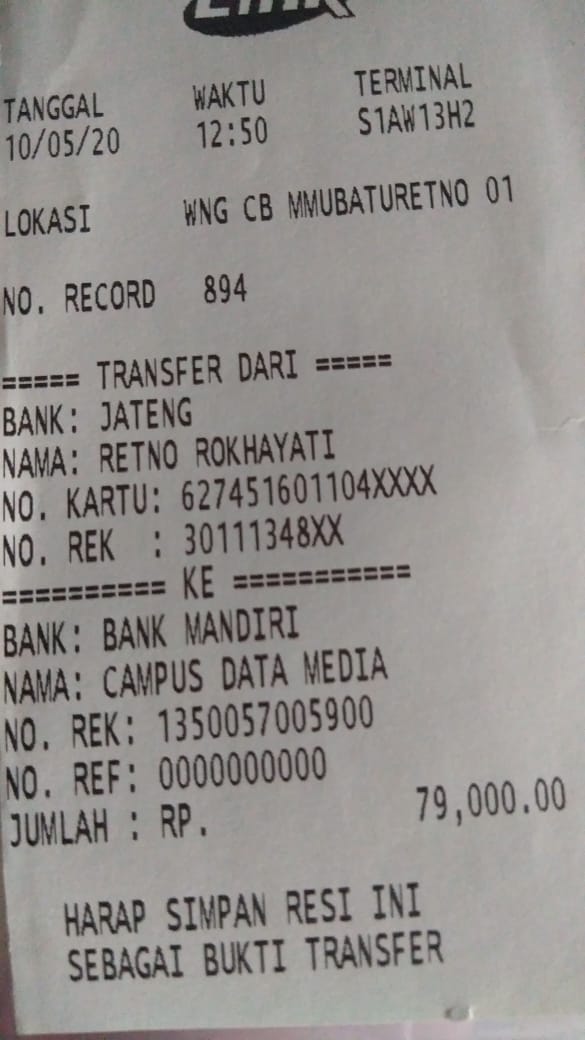 TANGGAL WAKTU TERMINAL
10/05/20 12:50 S1AW13H2
LOKASI WNG CB MMUBATURETNO 01
NO. RECORD 894
===== TRANSFER DARI =====
BANK: JATENG
NAMA: RETNO ROKHAYATI
NO. KARTU: 627451601104XXXX
NO. REK : 30111348XX
========== KE ===========
BANK: BANK MANDIRI
NAMA: CAMPUS DATA MEDIA
NO. REK: 1350057005900
NO. REF: 0000000000
JUMLAH : RP. 79,000.00
HARAP SIMPAN RESI INI
SEBAGAI BUKTI TRANSFER